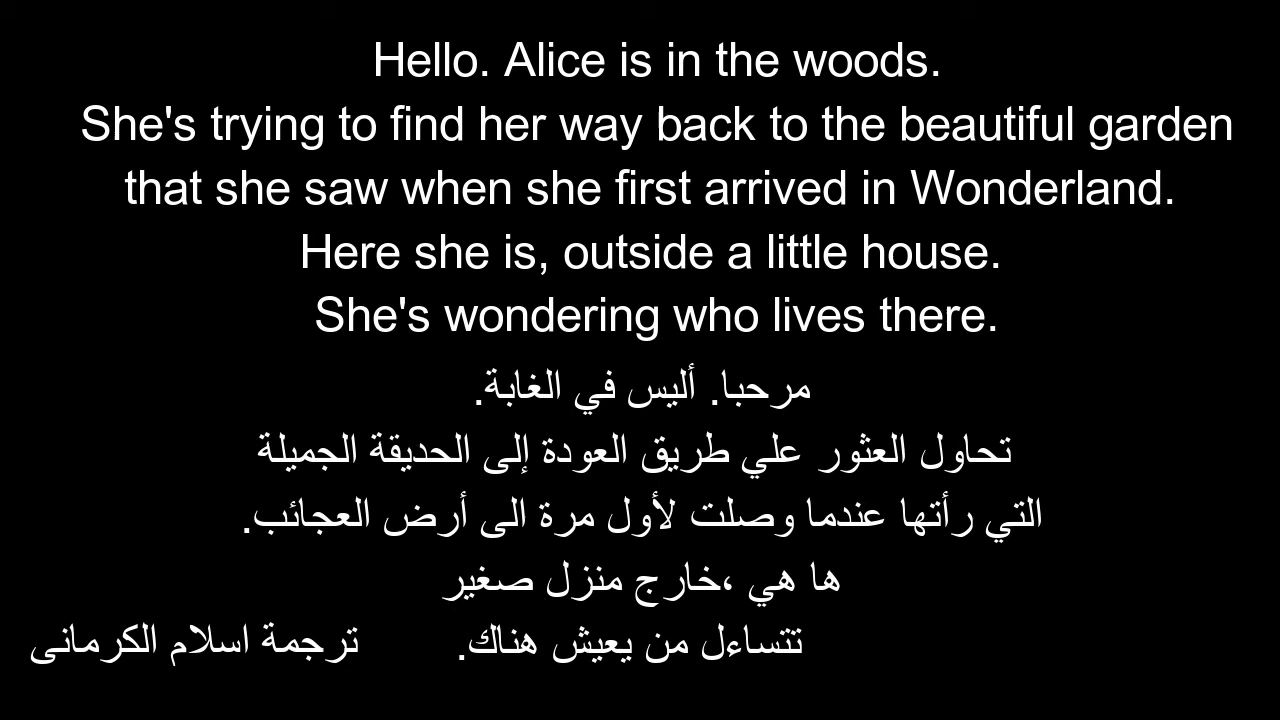 Hello. Alice is in the woods.
She's trying to find her way back to the beautiful garden
that she saw when she first arrived in Wonderland.
Here she is, outside a little house.
She's wondering who lives there.
مرحبا. أليس في الغابة.
تحاول العثور علي طريق العودة إلى الحديقة الجميلة
التي رأتها عندما وصلت لأول مرة الى أرض العجائب.
ها هي ،خارج منزل صغير
تتساءل من يعيش هناك. ترجمة اسلام الكرمانى